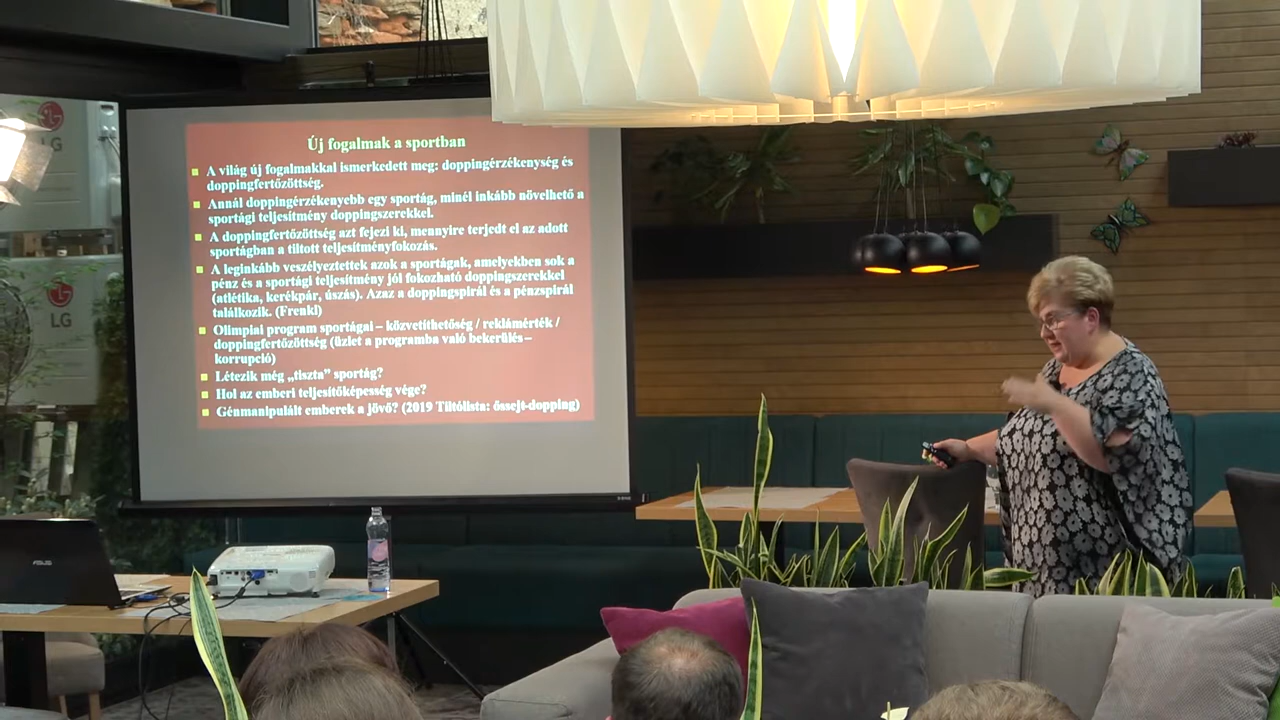 LG
LG
Új fogalmak a sportban
A világ új fogalmakkal ismerkedett meg: doppingérzékenység és
doppingfertőzöttség.
Annál doppingérzékenyebb egy sportág, minél inkább növelhető a
sportági teljesítmény doppingszerekkel.
A doppingfertőzöttség azt fejezi ki, mennyire terjedt el az adott
sportágban a tiltott teljesítményfokozás.
A leginkább veszélyeztettek azok a sportágak, amelyekben sok a
pénz és a sportági teljesítmény jól fokozható doppingszerekkel
(atlétika, kerékpár, úszás). Azaz a doppingspirál és a pénzspirál
találkozik. (Frenkl)
Olimpiai program sportágai – közvetíthetőség / reklámérték /
doppingfertőzöttség (üzlet a programba való bekerülés –
korrupció)
Létezik még „tiszta” sportág?
Hol az emberi teljesítőképesség vége?
Génmanipulált emberek a jövő? (2019 Tiltólista: őssejt-dopping)
ASUS